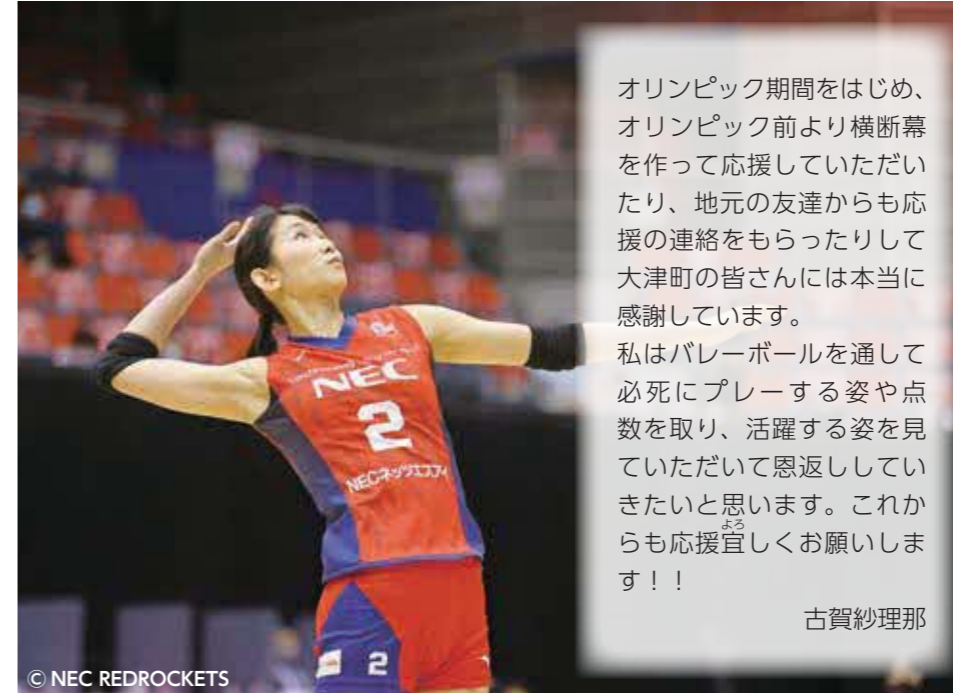 オリンピック期間をはじめ、
オリンピック前より横断幕
を作って応援していただい
たり、地元の友達からも応
援の連絡をもらったりして
大津町の皆さんには本当に
感謝しています。
私はバレーボールを通して
必死にプレーする姿や点
数を取り、活躍する姿を見
ていただいて恩返ししてい
きたいと思います。これか
よろ
らも応援宜しくお願いしま
す！！
古賀紗理那
NEC
2
NECネッツエスアイ
2
© NEC REDROCKETS